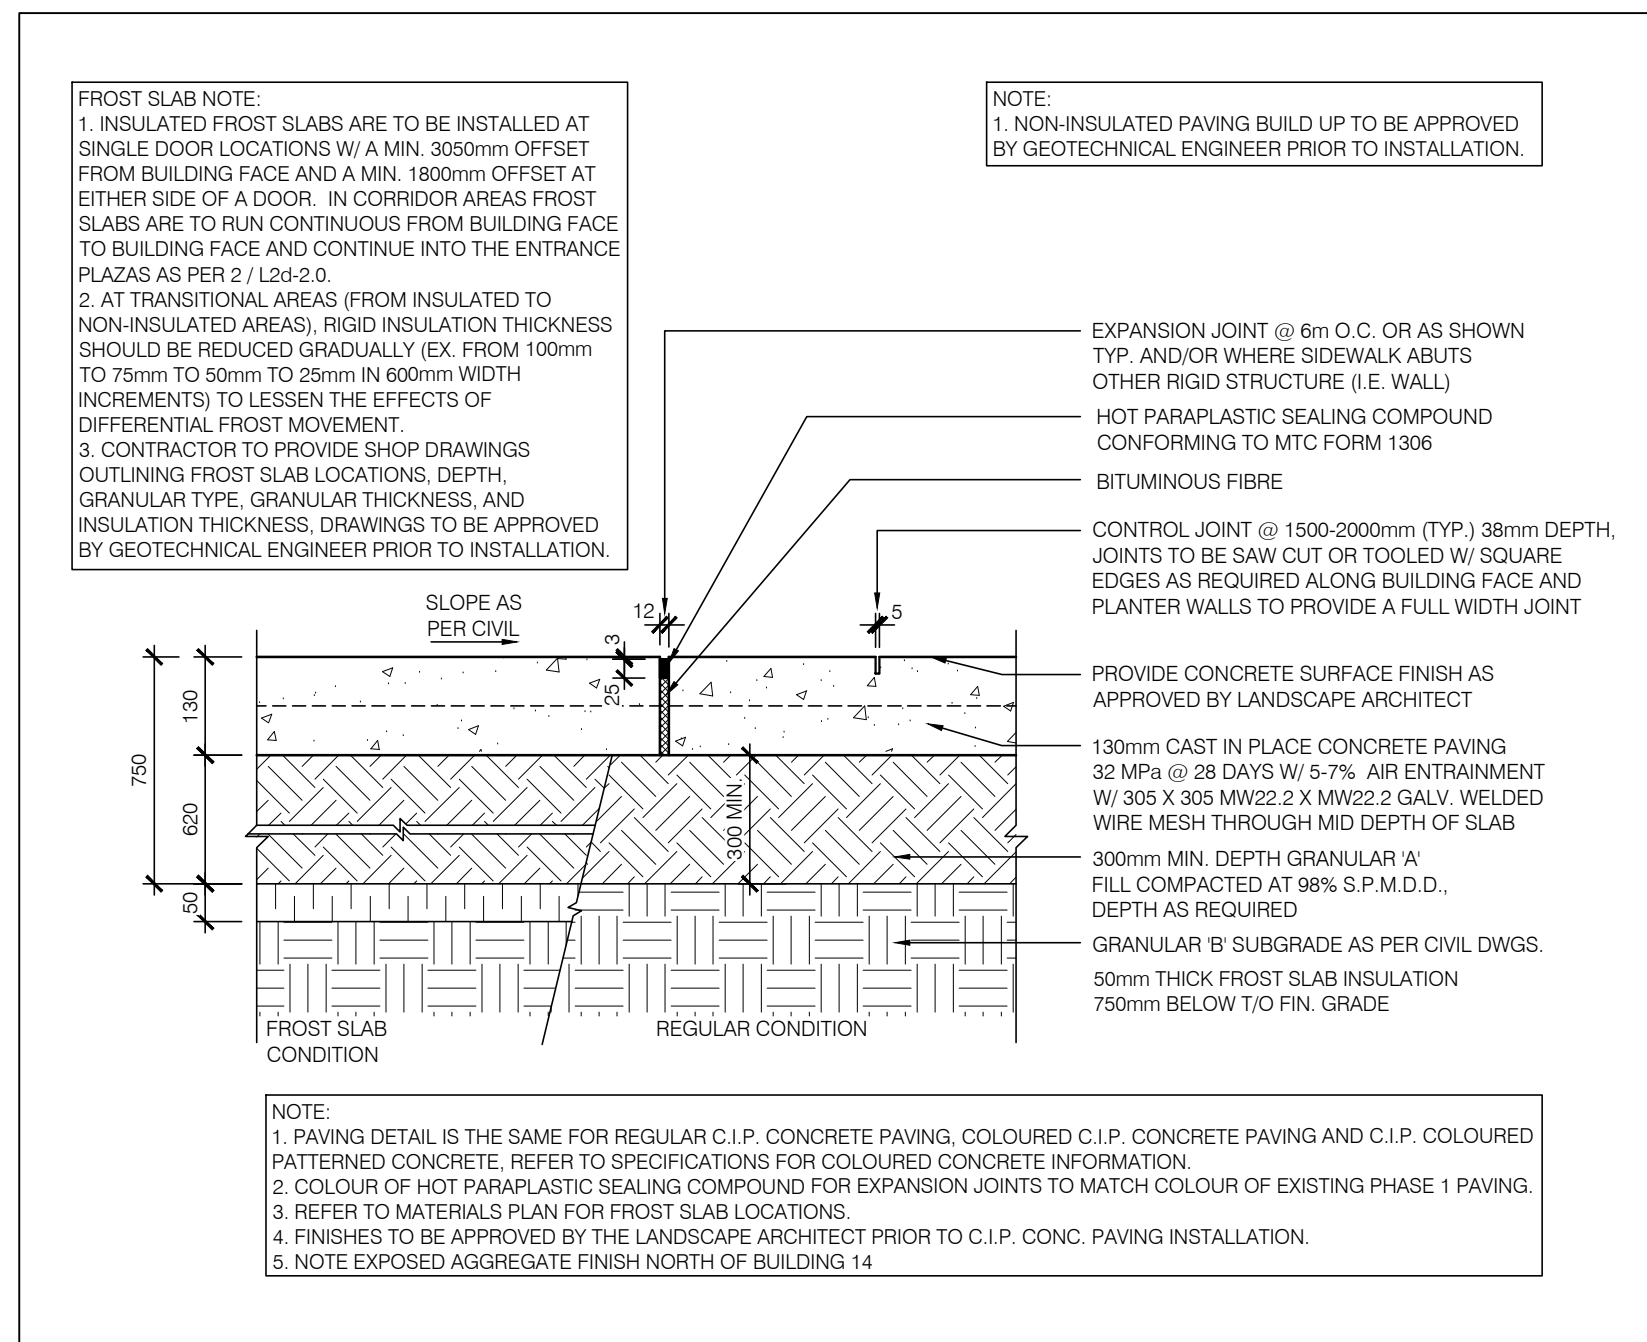 FROST SLAB NOTE:
1. INSULATED FROST SLABS ARE TO BE INSTALLED AT
SINGLE DOOR LOCATIONS W/ A MIN. 3050mm OFFSET
FROM BUILDING FACE AND A MIN. 1800mm OFFSET AT
EITHER SIDE OF A DOOR. IN CORRIDOR AREAS FROST
SLABS ARE TO RUN CONTINUOUS FROM BUILDING FACE
TO BUILDING FACE AND CONTINUE INTO THE ENTRANCE
PLAZAS AS PER 2 / L2d-2.0.
2. AT TRANSITIONAL AREAS (FROM INSULATED TO
NON-INSULATED AREAS), RIGID INSULATION THICKNESS
SHOULD BE REDUCED GRADUALLY (EX. FROM 100mm
TO 75mm TO 50mm TO 25mm IN 600mm WIDTH
INCREMENTS) TO LESSEN THE EFFECTS OF
DIFFERENTIAL FROST MOVEMENT.
3. CONTRACTOR TO PROVIDE SHOP DRAWINGS
OUTLINING FROST SLAB LOCATIONS, DEPTH,
GRANULAR TYPE, GRANULAR THICKNESS, AND
INSULATION THICKNESS, DRAWINGS TO BE APPROVED
BY GEOTECHNICAL ENGINEER PRIOR TO INSTALLATION.
NOTE:
1. NON-INSULATED PAVING BUILD UP TO BE APPROVED
BY GEOTECHNICAL ENGINEER PRIOR TO INSTALLATION.
EXPANSION JOINT @ 6m O.C. OR AS SHOWN
TYP. AND/OR WHERE SIDEWALK ABUTS
OTHER RIGID STRUCTURE (I.E. WALL)
HOT PARAPLASTIC SEALING COMPOUND
CONFORMING TO MTC FORM 1306
BITUMINOUS FIBRE
CONTROL JOINT @ 1500-2000mm (TYP.) 38mm DEPTH,
JOINTS TO BE SAW CUT OR TOOLED W/ SQUARE
EDGES AS REQUIRED ALONG BUILDING FACE AND
PLANTER WALLS TO PROVIDE A FULL WIDTH JOINT
PROVIDE CONCRETE SURFACE FINISH AS
APPROVED BY LANDSCAPE ARCHITECT
130mm CAST IN PLACE CONCRETE PAVING
32 MPa @ 28 DAYS W/ 5-7% AIR ENTRAINMENT
W/ 305 X 305 MW22.2 X MW22.2 GALV. WELDED
WIRE MESH THROUGH MID DEPTH OF SLAB
300mm MIN. DEPTH GRANULAR 'A'
FILL COMPACTED AT 98% S.P.M.D.D.,
DEPTH AS REQUIRED
GRANULAR 'B' SUBGRADE AS PER CIVIL DWGS.
50mm THICK FROST SLAB INSULATION
750mm BELOW T/O FIN. GRADE
SLOPE AS
PER CIVIL
12
5
3
25
130
750
620
50
300 MIN.
FROST SLAB
CONDITION
REGULAR CONDITION
NOTE:
1. PAVING DETAIL IS THE SAME FOR REGULAR C.I.P. CONCRETE PAVING, COLOURED C.I.P. CONCRETE PAVING AND C.I.P. COLOURED
PATTERNED CONCRETE, REFER TO SPECIFICATIONS FOR COLOURED CONCRETE INFORMATION.
2. COLOUR OF HOT PARAPLASTIC SEALING COMPOUND FOR EXPANSION JOINTS TO MATCH COLOUR OF EXISTING PHASE 1 PAVING.
3. REFER TO MATERIALS PLAN FOR FROST SLAB LOCATIONS.
4. FINISHES TO BE APPROVED BY THE LANDSCAPE ARCHITECT PRIOR TO C.I.P. CONC. PAVING INSTALLATION.
5. NOTE EXPOSED AGGREGATE FINISH NORTH OF BUILDING 14